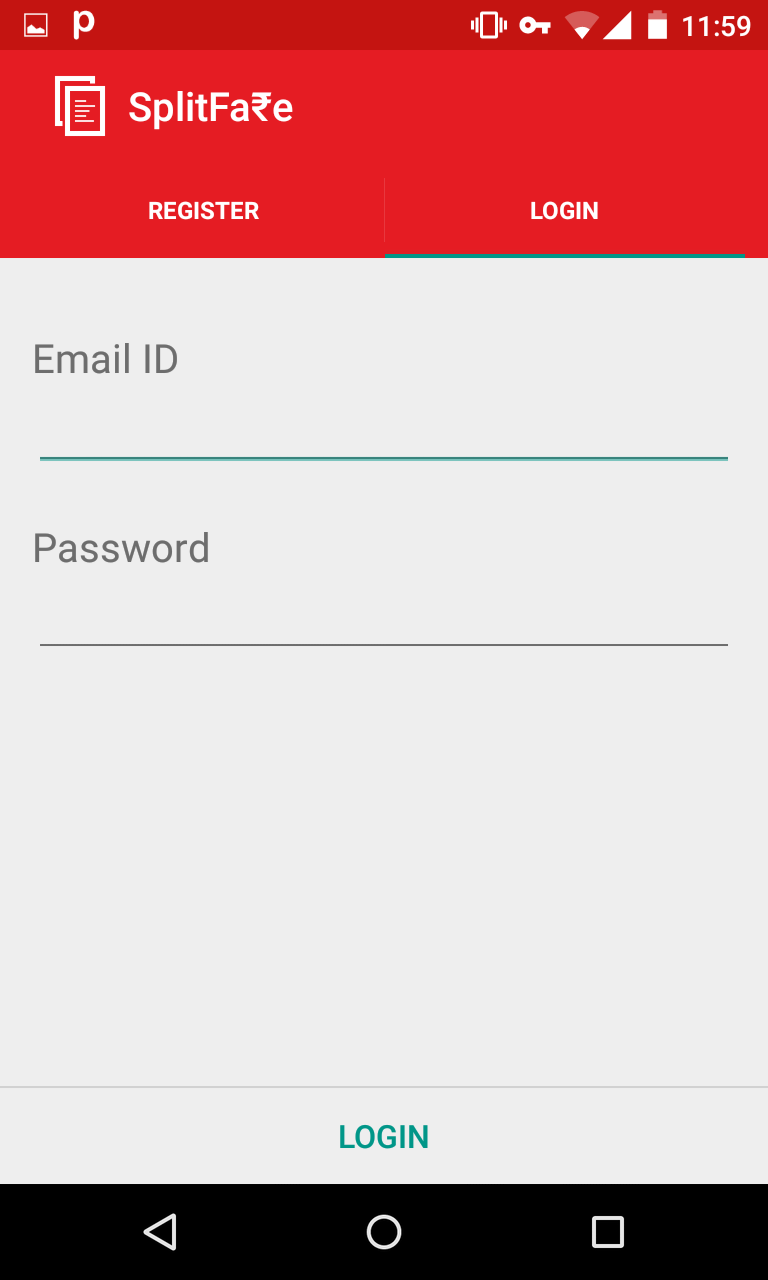 p 11:59
SplitFa₹e
REGISTER LOGIN
Email ID
Password
LOGIN